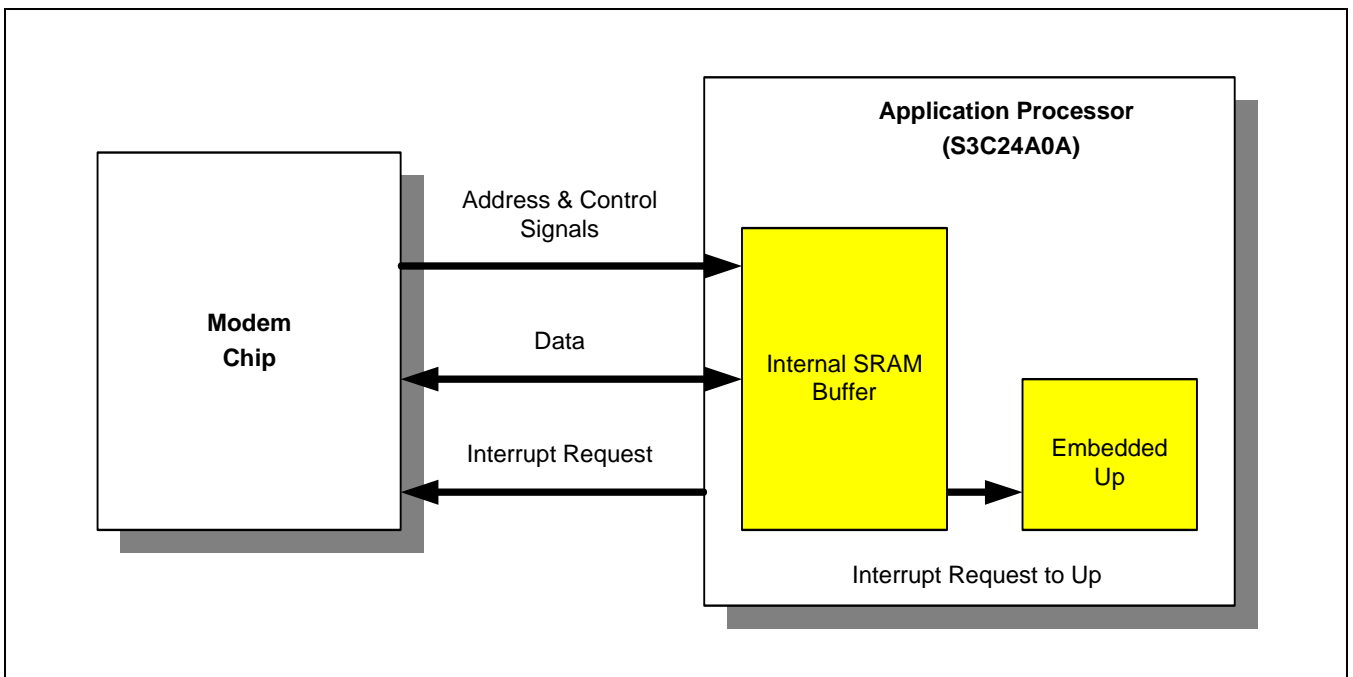 Application Processor
(S3C24A0A)
Modem
Chip
Address & Control
Signals
Data
Interrupt Request
Internal SRAM
Buffer
Embedded
Up
Interrupt Request to Up